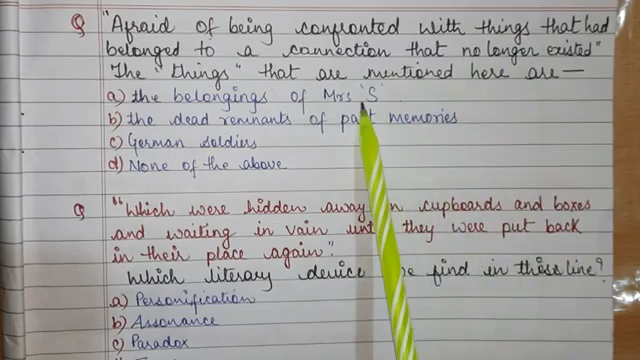 Q "Afraid of being confronted with things that had
belonged to a connection that no longer existed"
The "things" that are mentioned here are —
a) the belongings of Mrs 'S'.
b) the dead remnants of past memories
c) German soldiers
d) None of the above
Q "Which were hidden away in cupboards and boxes
and waiting in vain until they were put back
in their place again".
Which literary device we find in these line?
a) Personification
b) Assonance
c) Paradox